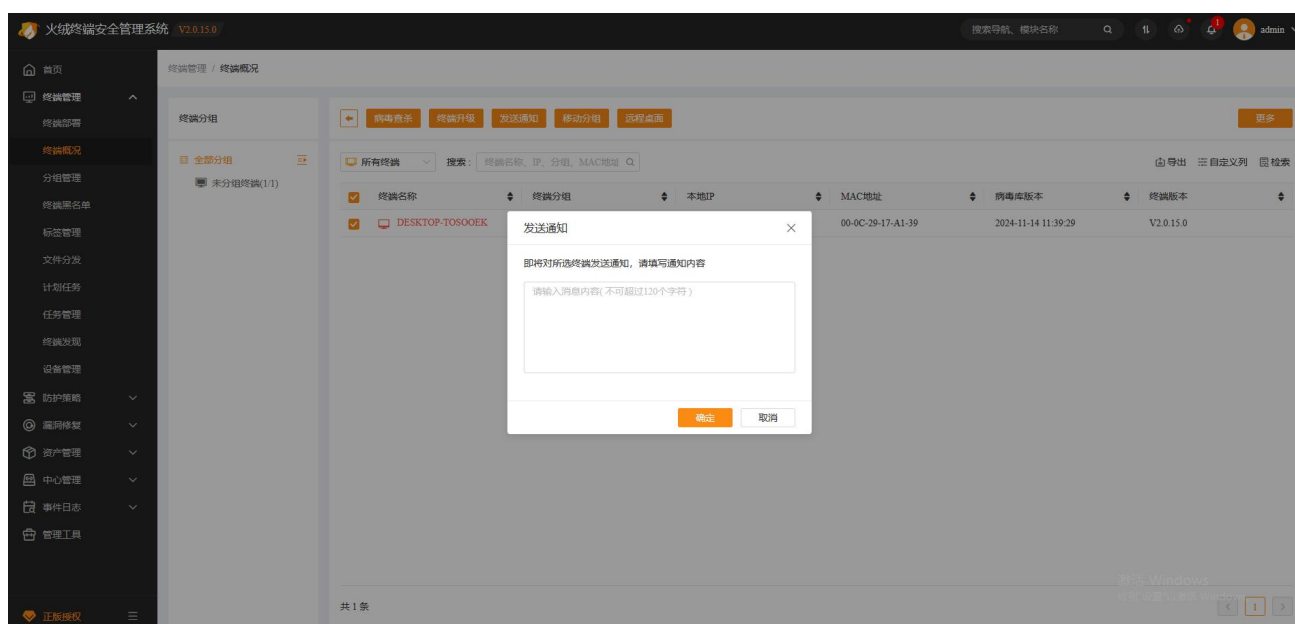 火绒终端安全管理系统 V2.0.15.0
搜索导航、模块名称
1
admin
首页
终端管理
终端部署
终端概况
分组管理
终端黑名单
标签管理
文件分发
计划任务
任务管理
终端发现
设备管理
防护策略
漏洞修复
资产管理
中心管理
事件日志
管理工具
正版授权
终端管理 / 终端概况
终端分组
全部分组
未分组终端(1/1)
病毒查杀 终端升级 发送通知 移动分组 远程桌面 更多
所有终端 搜索: 终端名称、IP、分组、MAC地址 导出 自定义列 检索
终端名称 终端分组 本地IP MAC地址 病毒库版本 终端版本
DESKTOP-TOSOOEK 00-0C-29-17-A1-39 2024-11-14 11:39:29 V2.0.15.0
发送通知
即将对所选终端发送通知，请填写通知内容
请输入消息内容( 不可超过120个字符 )
确定 取消
激活 Windows
共 1 条
1